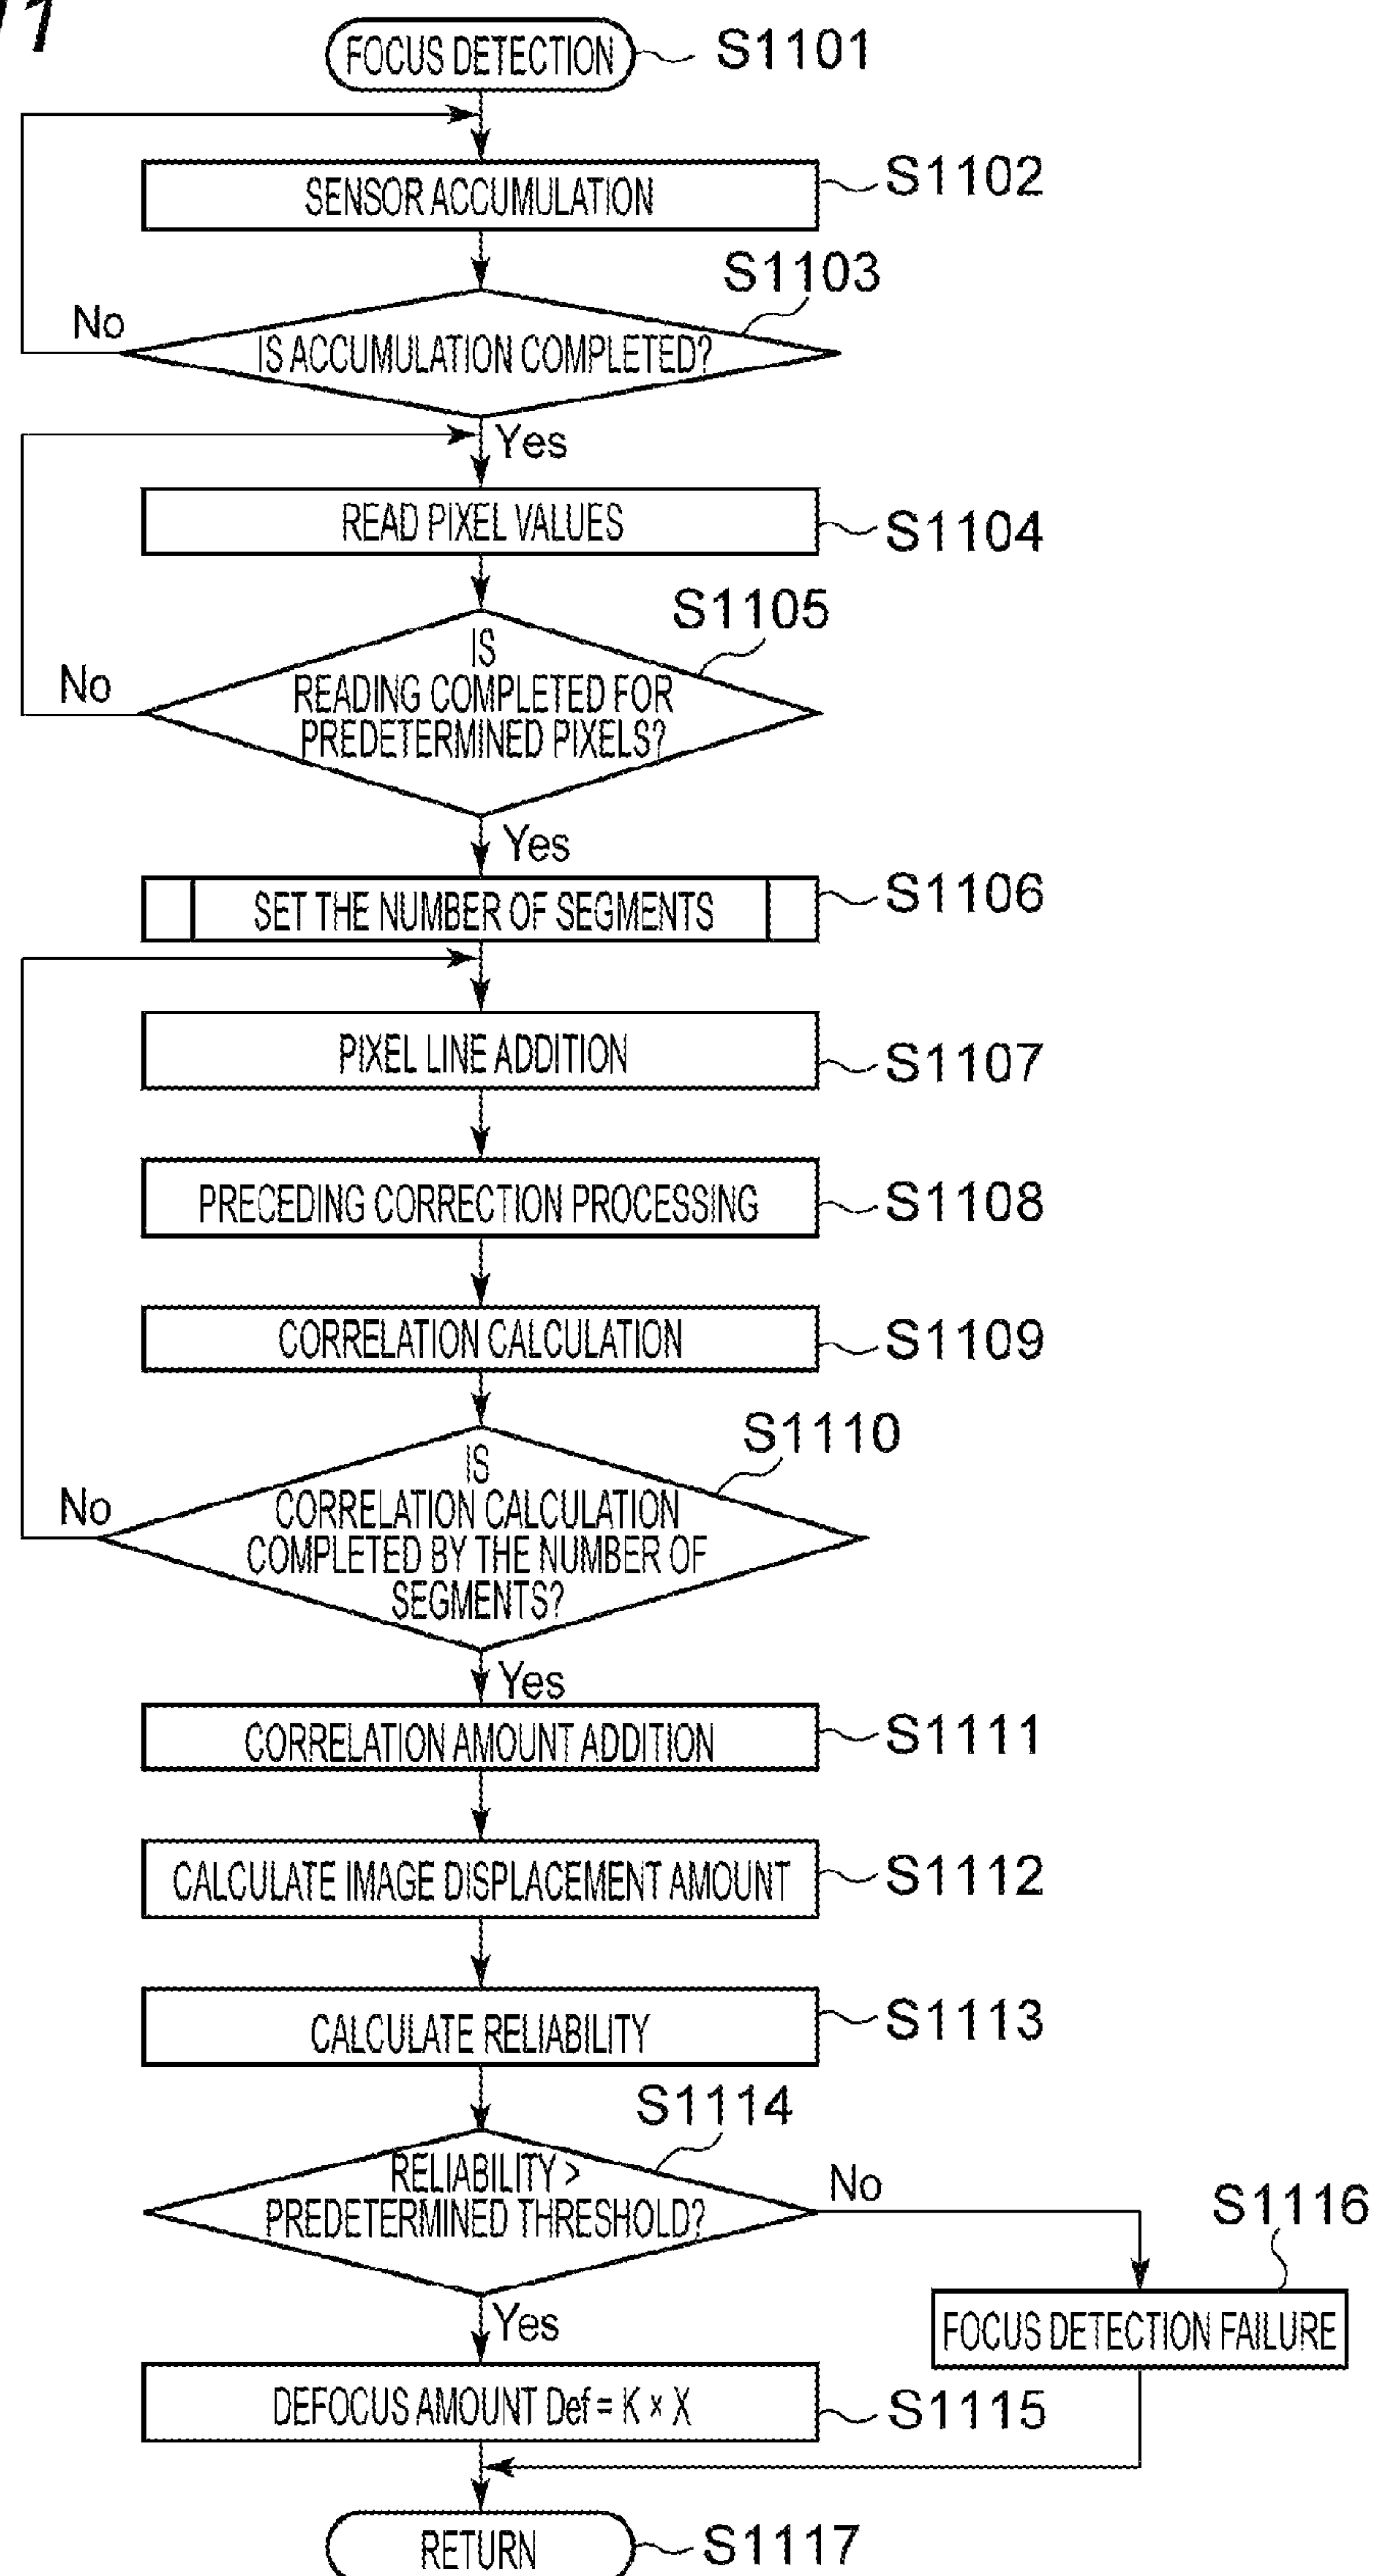 FOCUS DETECTION
S1101
SENSOR ACCUMULATION
S1102
S1103
No
IS ACCUMULATION COMPLETED?
Yes
READ PIXEL VALUES
S1104
S1105
IS
No
READING COMPLETED FOR
PREDETERMINED PIXELS?
Yes
SET THE NUMBER OF SEGMENTS
S1106
PIXEL LINE ADDITION
S1107
PRECEDING CORRECTION PROCESSING
S1108
CORRELATION CALCULATION
S1109
S1110
IS
No
CORRELATION CALCULATION
COMPLETED BY THE NUMBER OF
SEGMENTS?
Yes
CORRELATION AMOUNT ADDITION
S1111
CALCULATE IMAGE DISPLACEMENT AMOUNT
S1112
CALCULATE RELIABILITY
S1113
S1114
RELIABILITY >
PREDETERMINED THRESHOLD?
No
S1116
FOCUS DETECTION FAILURE
Yes
DEFOCUS AMOUNT Def = K × X
S1115
RETURN
S1117